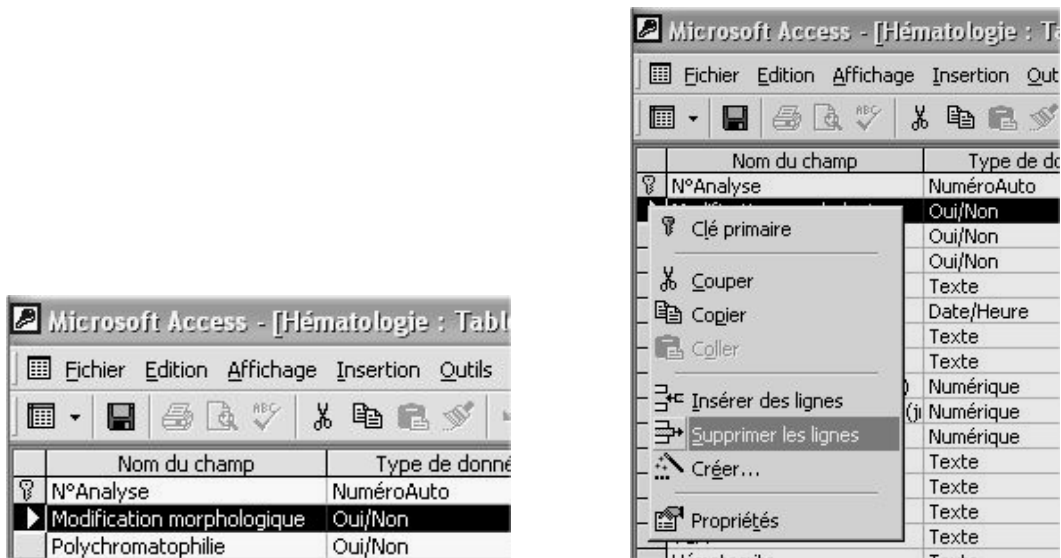 Microsoft Access - [Hématologie : Tabl
Fichier Edition Affichage Insertion Outils
ABC
Nom du champ Type de donné
N°Analyse NuméroAuto
Modification morphologique Oui/Non
Polychromatophilie Oui/Non
Microsoft Access - [Hématologie : Ta
Fichier Edition Affichage Insertion Out
ABC
Nom du champ Type de do
N°Analyse NuméroAuto
Oui/Non
Clé primaire
Oui/Non
Oui/Non
Couper
Texte
Copier
Date/Heure
Coller
Texte
Texte
) Numérique
Insérer des lignes
Numérique
Supprimer les lignes
Numérique
Créer...
Texte
Texte
Propriétés
Texte
Texte